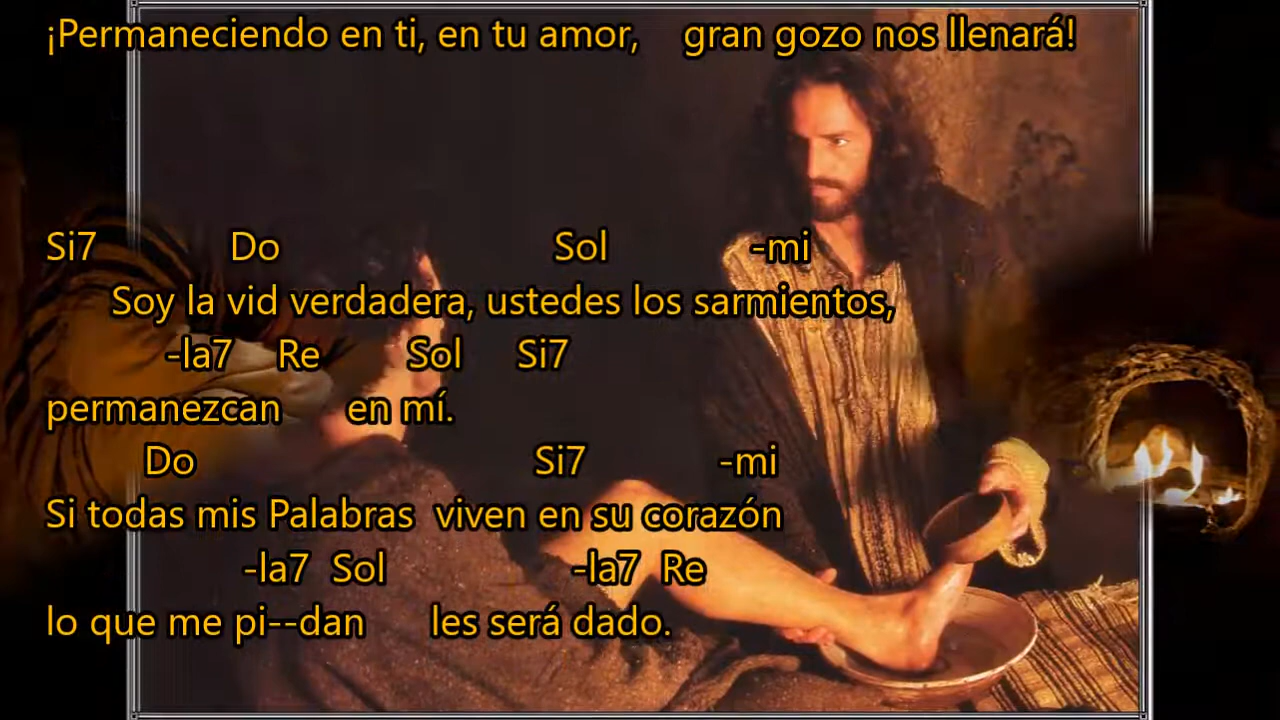 ¡Permaneciendo en ti, en tu amor, gran gozo nos llenará!
Si7 Do Sol -mi
Soy la vid verdadera, ustedes los sarmientos,
-la7 Re Sol Si7
permanezcan en mí.
Do Si7 -mi
Si todas mis Palabras viven en su corazón
-la7 Sol -la7 Re
lo que me pi--dan les será dado.